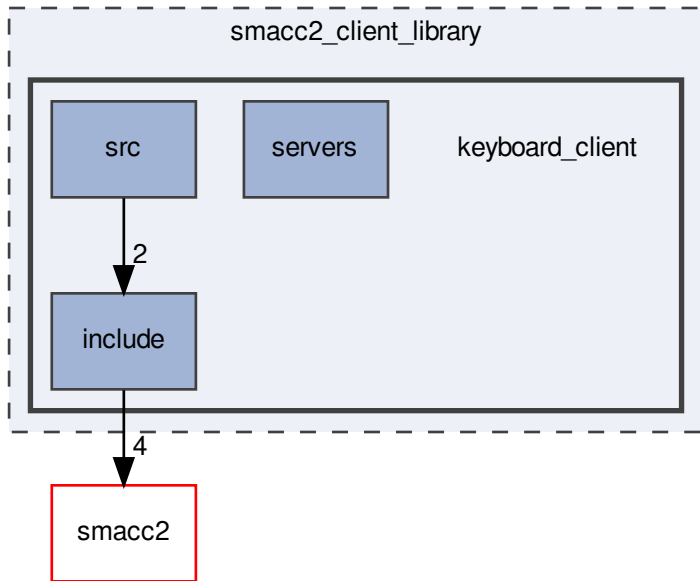 smacc2_client_library
src
servers
keyboard_client
2
include
4
smacc2